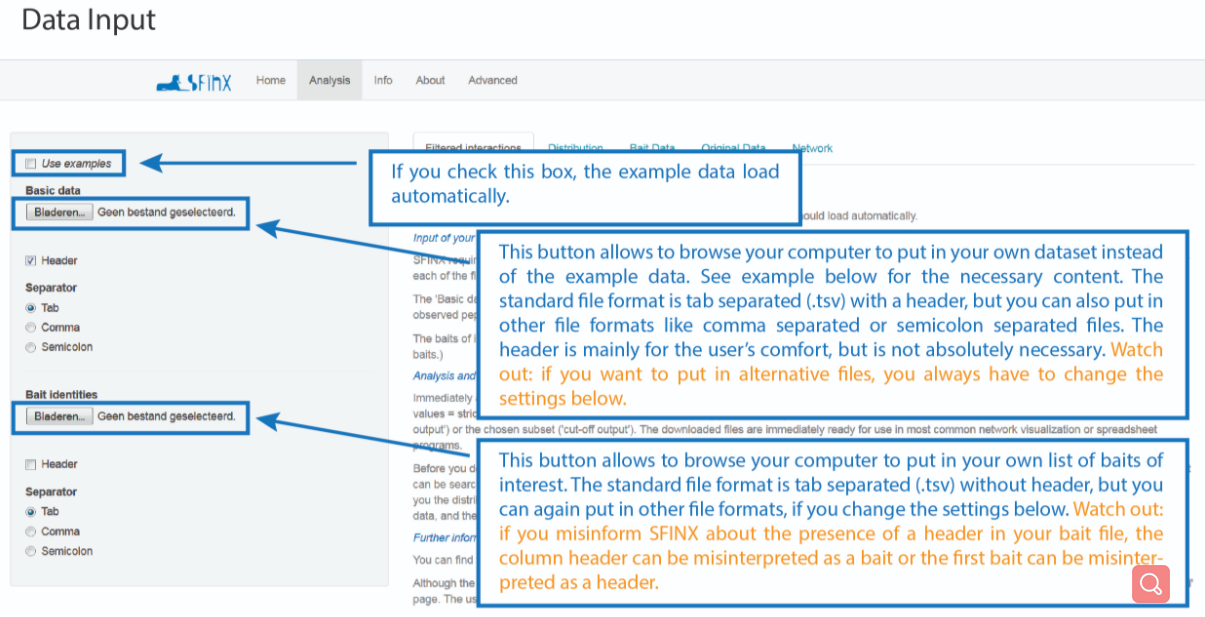 Data Input
SFINX Home Analysis Info About Advanced
Filtered interactions Distribution Bait Data Original Data Network
Use examples
Basic data
Bladeren... Geen bestand geselecteerd.
Header
Separator
Tab
Comma
Semicolon
Bait identities
Bladeren... Geen bestand geselecteerd.
Header
Separator
Tab
Comma
Semicolon
If you check this box, the example data load
automatically.
ould load automatically.
Input of your
SFINX requir
each of the fi
The 'Basic da
observed pep
The baits of i
baits.)
Analysis and
Immediately
values = stric
output') or the chosen subset ('cut-off output'). The downloaded files are immediately ready for use in most common network visualization or spreadsheet
programs.
Before you d
can be searc
you the distri
data, and the
Further infor
You can find
Although the
page. The us
This button allows to browse your computer to put in your own dataset instead
of the example data. See example below for the necessary content. The
standard file format is tab separated (.tsv) with a header, but you can also put in
other file formats like comma separated or semicolon separated files. The
header is mainly for the user's comfort, but is not absolutely necessary. Watch
out: if you want to put in alternative files, you always have to change the
settings below.
This button allows to browse your computer to put in your own list of baits of
interest. The standard file format is tab separated (.tsv) without header, but you
can again put in other file formats, if you change the settings below. Watch out:
if you misinform SFINX about the presence of a header in your bait file, the
column header can be misinterpreted as a bait or the first bait can be misinter-
preted as a header.